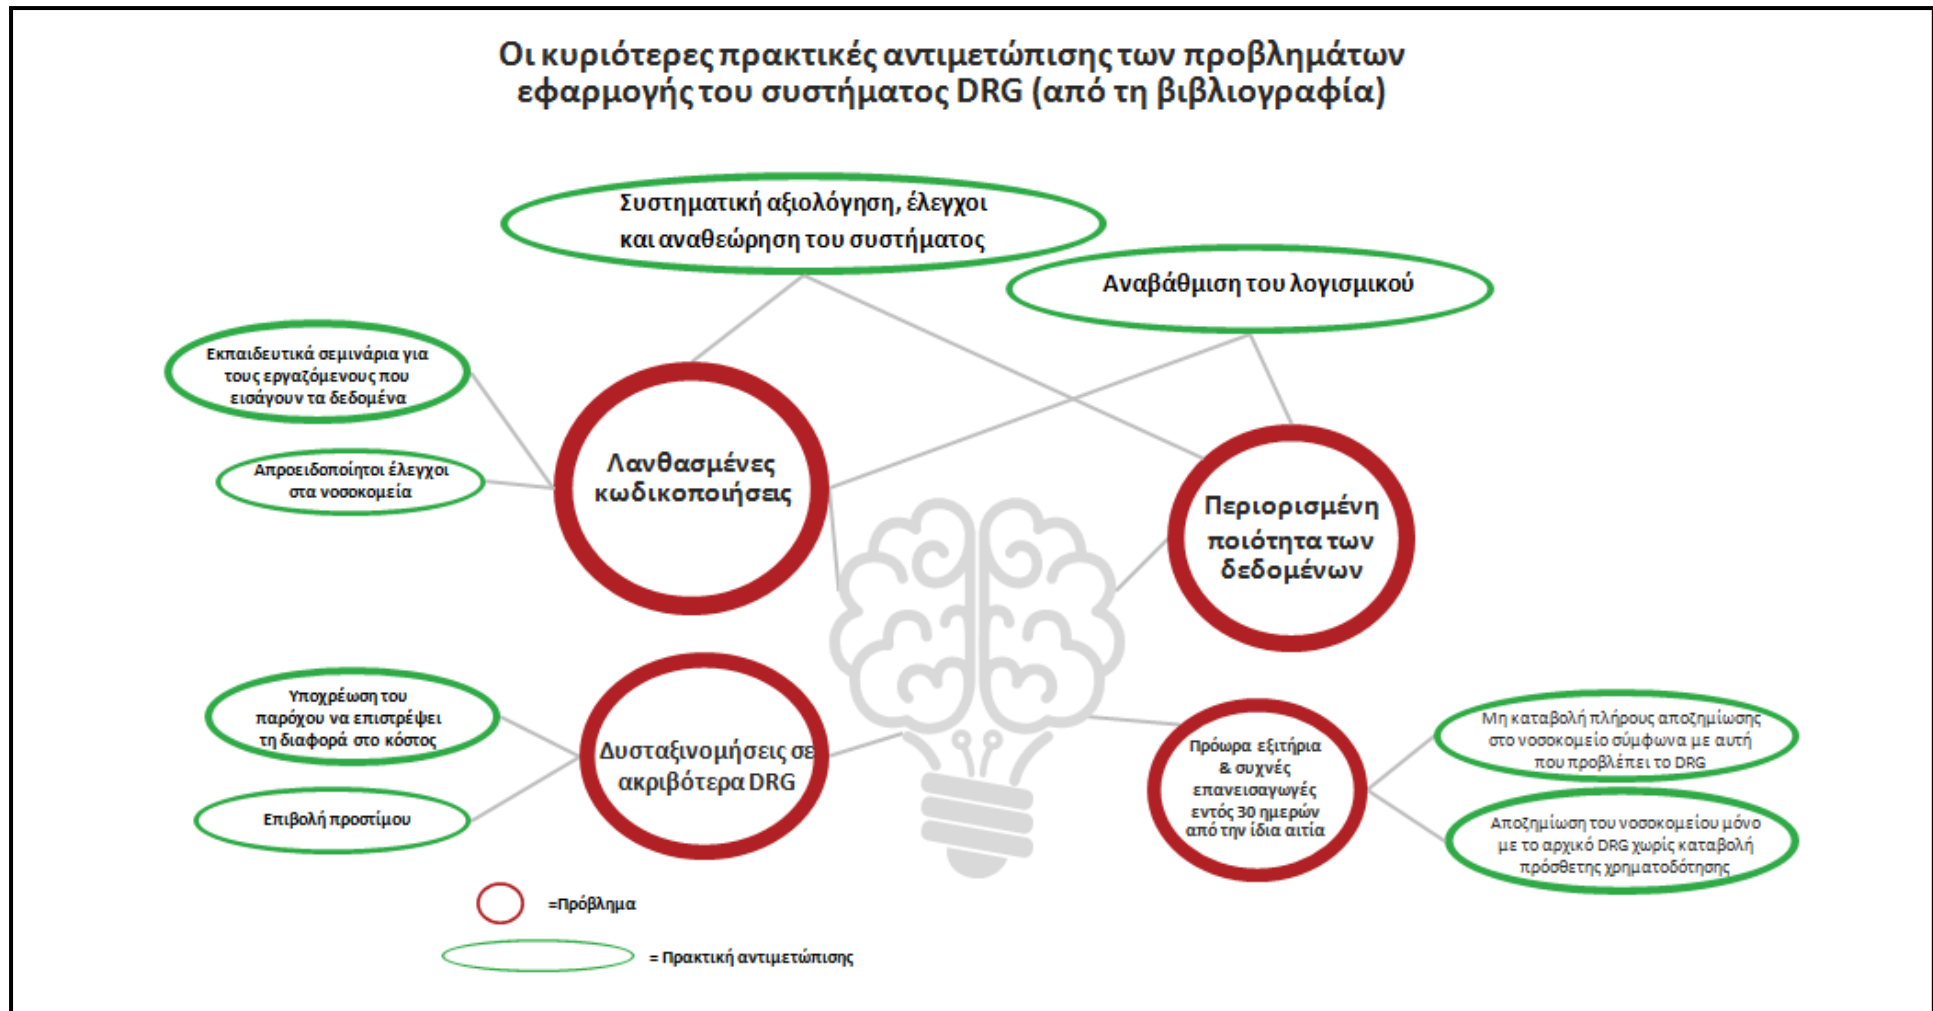 Οι κυριότερες πρακτικές αντιμετώπισης των προβλημάτων
εφαρμογής του συστήματος DRG (από τη βιβλιογραφία)
Συστηματική αξιολόγηση, έλεγχοι
και αναθεώρηση του συστήματος
Αναβάθμιση του λογισμικού
Εκπαιδευτικά σεμινάρια για
τους εργαζόμενους που
εισάγουν τα δεδομένα
Απροειδοποίητοι έλεγχοι
στα νοσοκομεία
Λανθασμένες
κωδικοποιήσεις
Περιορισμένη
ποιότητα των
δεδομένων
Υποχρέωση του
παρόχου να επιστρέψει
τη διαφορά στο κόστος
Επιβολή προστίμου
Δυσταξινομήσεις σε
ακριβότερα DRG
Πρόωρα εξιτήρια
& συχνές
επανεισαγωγές
εντός 30 ημερών
από την ίδια αιτία
Μη καταβολή πλήρους αποζημίωσης
στο νοσοκομείο σύμφωνα με αυτή
που προβλέπει το DRG
Αποζημίωση του νοσοκομείου μόνο
με το αρχικό DRG χωρίς καταβολή
πρόσθετης χρηματοδότησης
=Πρόβλημα
= Πρακτική αντιμετώπισης